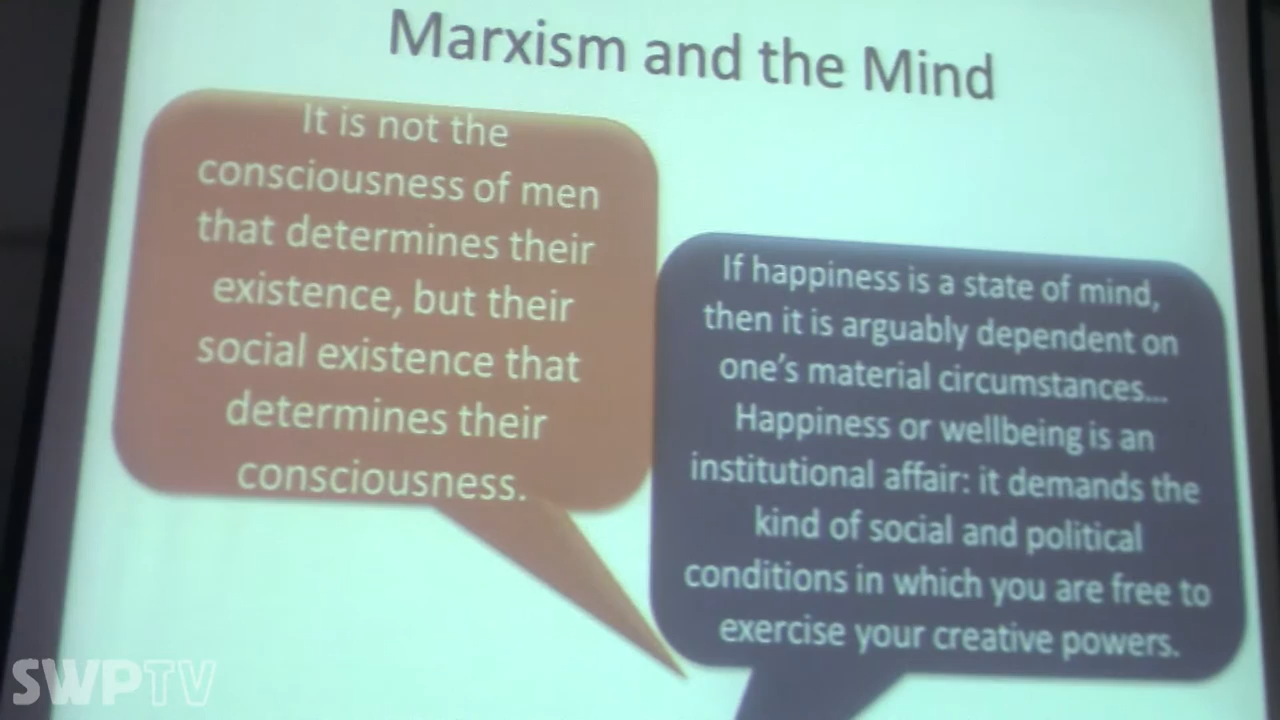 Marxism and the Mind
It is not the
consciousness of men
that determines their
existence, but their
social existence that
determines their
consciousness.
If happiness is a state of mind,
then it is arguably dependent on
one's material circumstances...
Happiness or wellbeing is an
institutional affair: it demands the
kind of social and political
conditions in which you are free to
exercise your creative powers.
SWPTV